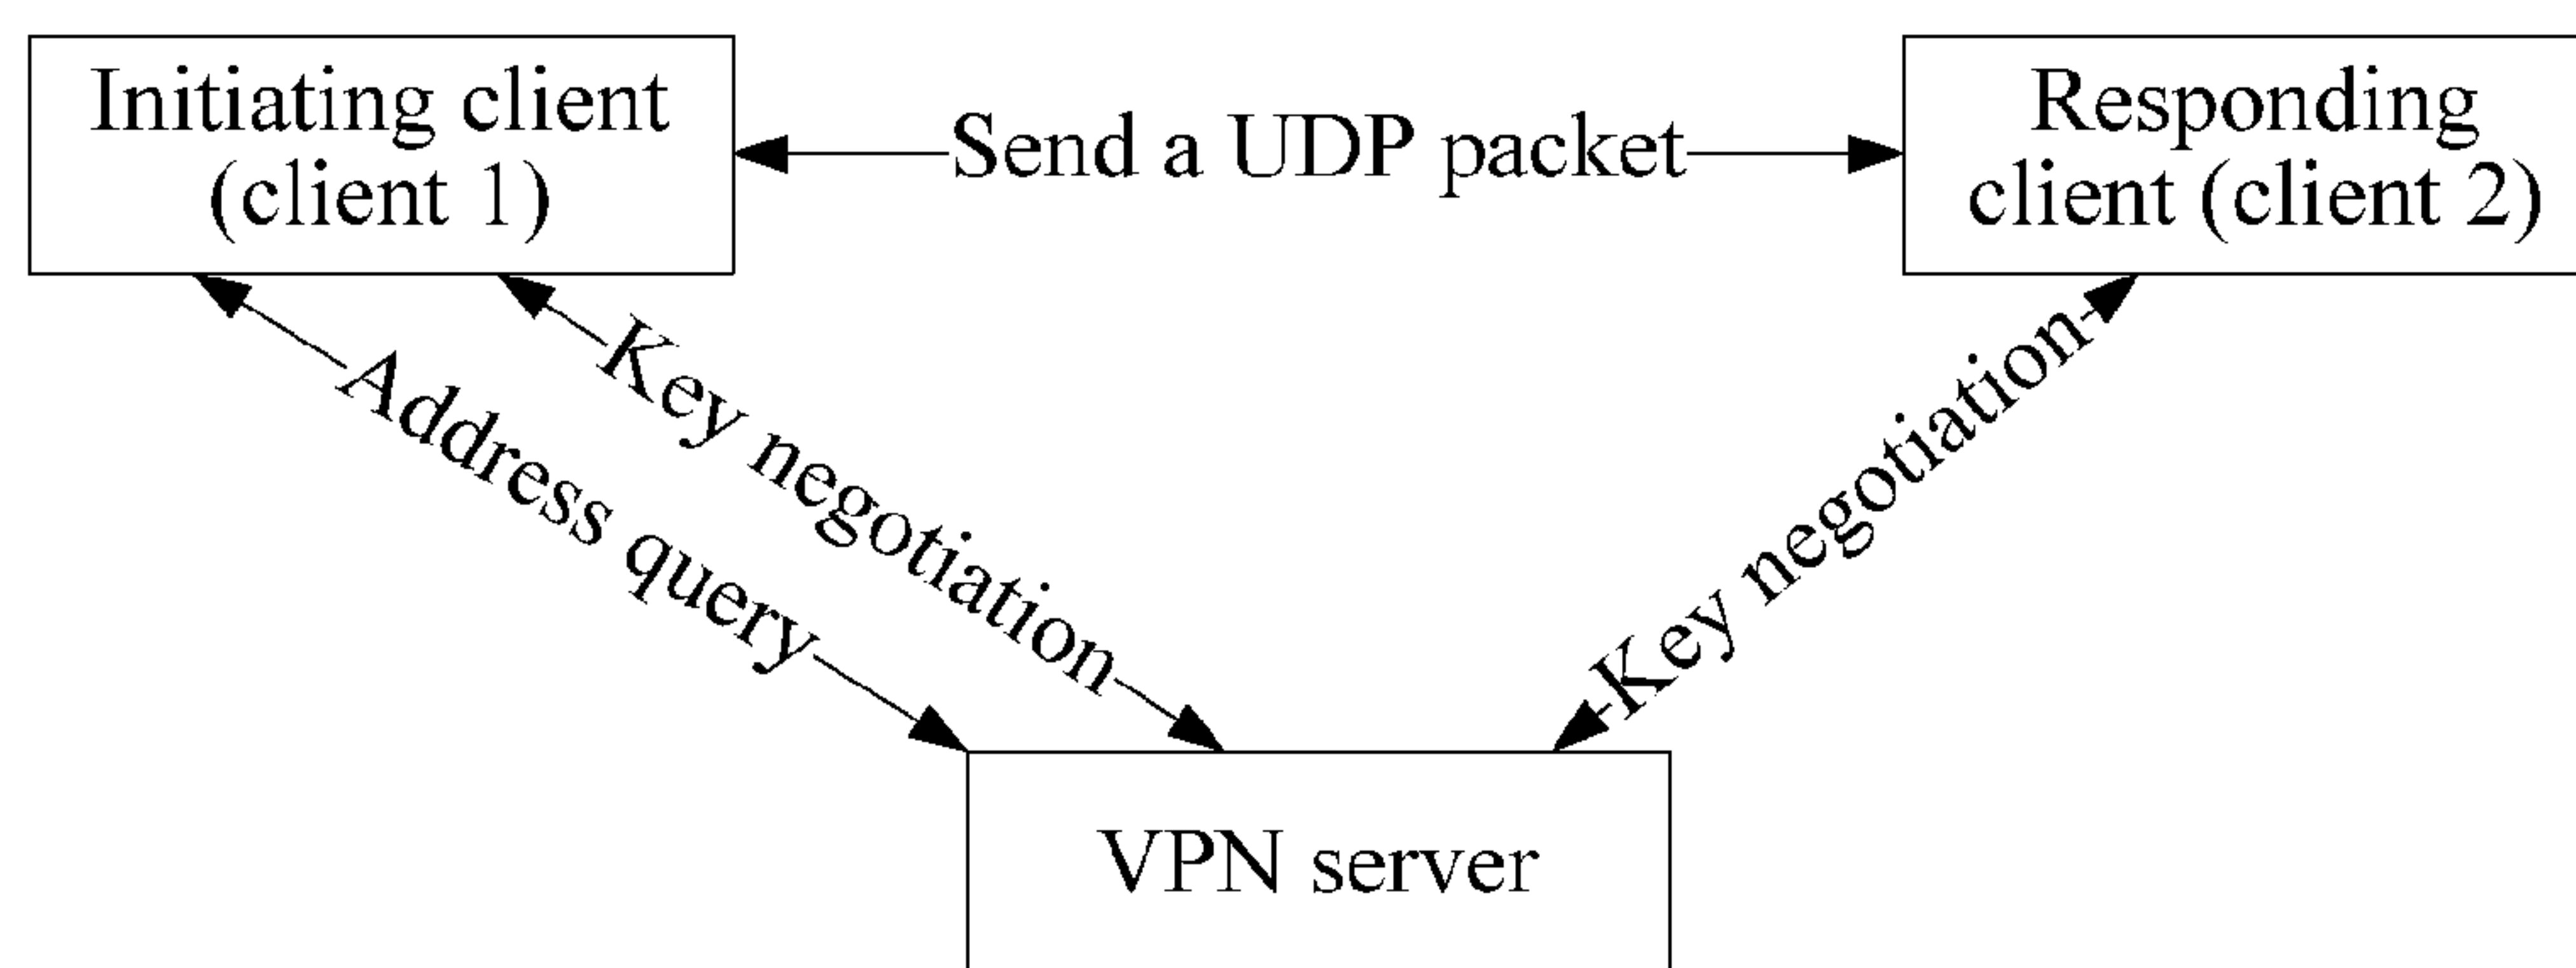 Initiating client
(client 1)
Send a UDP packet
Responding
client (client 2)
Address query
Key negotiation
Key negotiation
VPN server